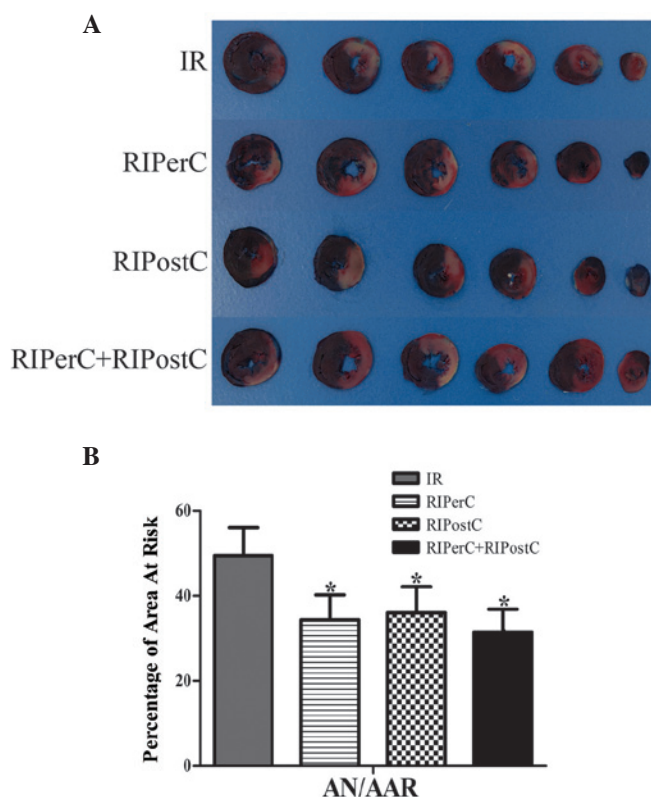 A
IR
RIPerC
RIPostC
RIPerC+RIPostC
B
IR
RIPerC
RIPostC
RIPerC+RIPostC
Percentage of Area At Risk
60
40
20
0
*
*
*
AN/AAR